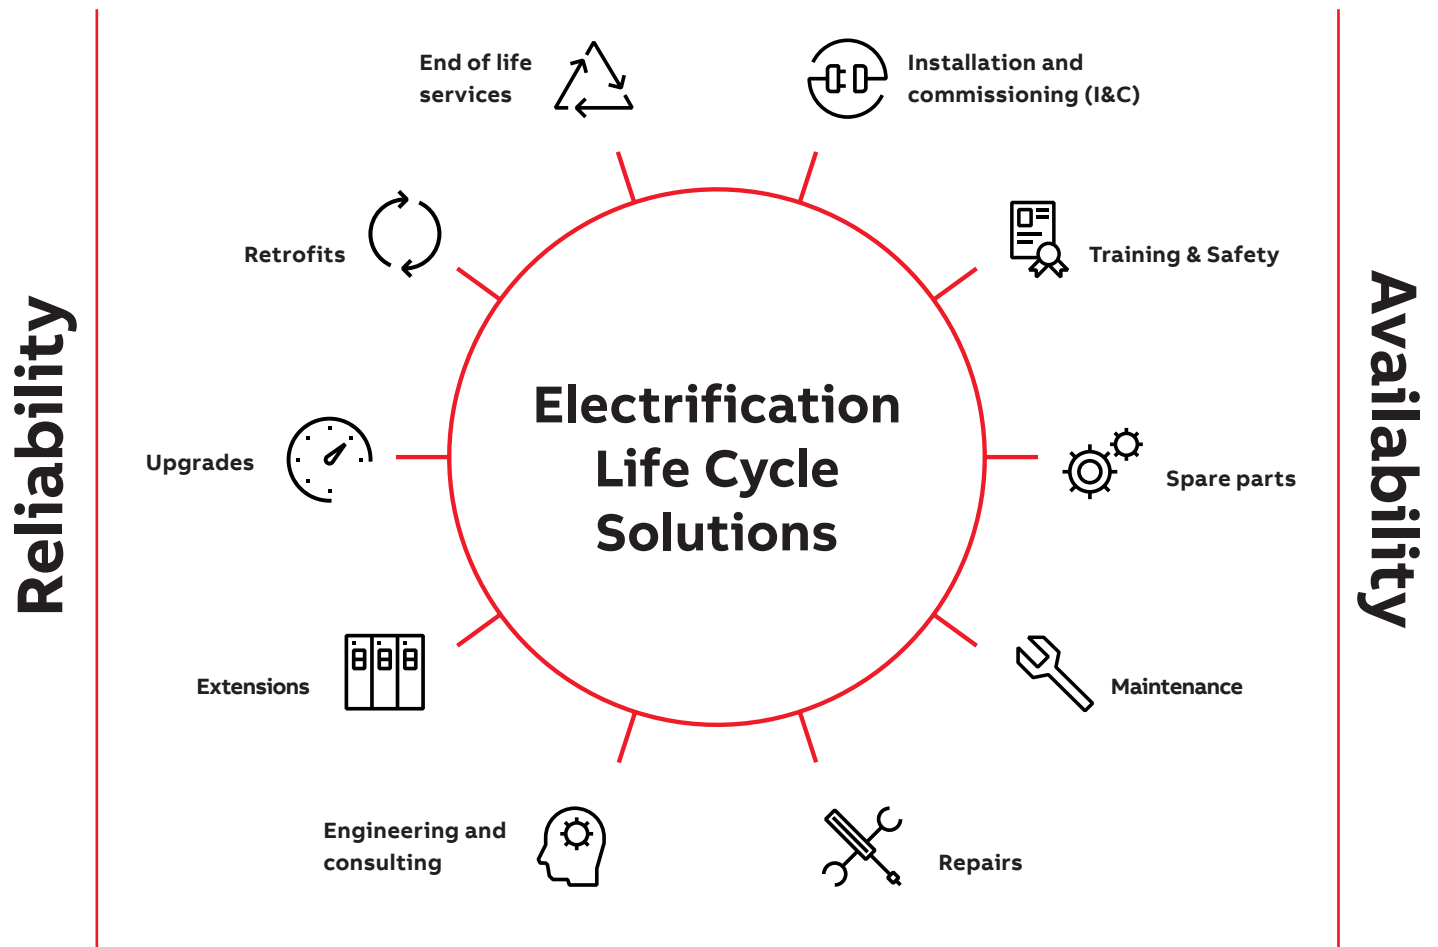 End of life
services
Installation and
commissioning (I&C)
Retrofits
Training & Safety
Reliability
Availability
Electrification
Life Cycle
Solutions
Upgrades
Spare parts
Extensions
Maintenance
Engineering and
consulting
Repairs